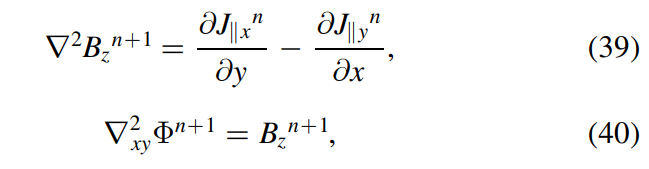 ∇²B_z^{n+1} = ∂J_{∥x}^n/∂y − ∂J_{∥y}^n/∂x, (39)
∇²_{xy}Φ^{n+1} = B_z^{n+1}, (40)